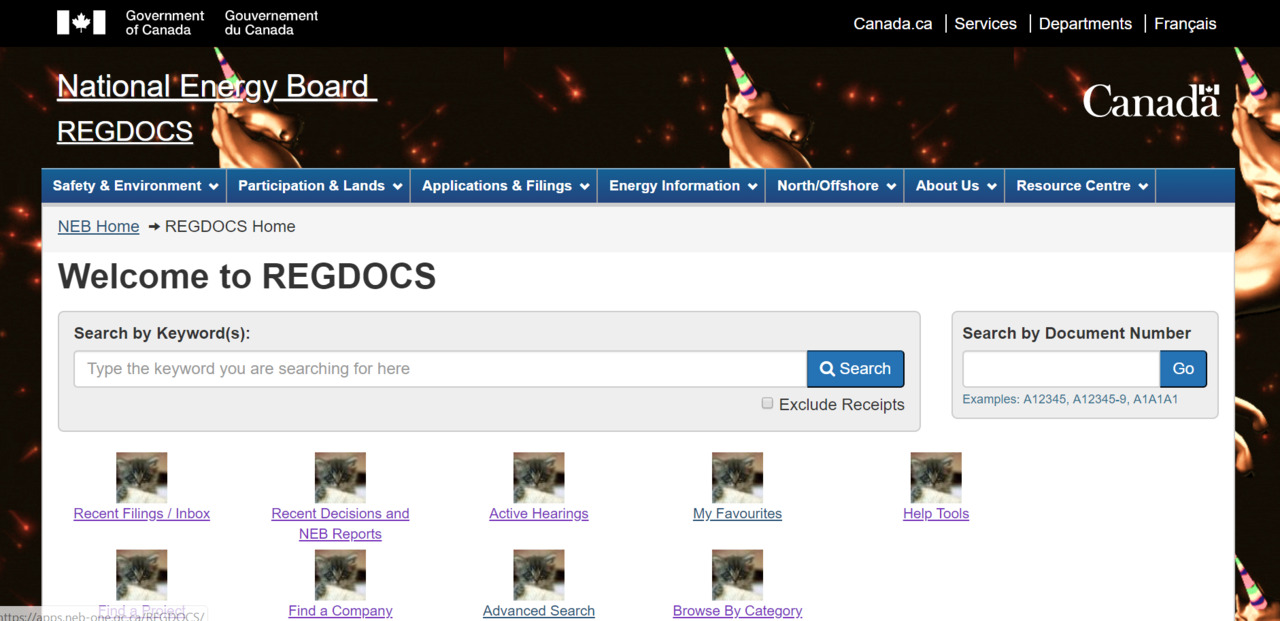 Government of Canada
Gouvernement du Canada
Canada.ca Services Departments Français
National Energy Board
REGDOCS
Canada
Safety & Environment Participation & Lands Applications & Filings Energy Information North/Offshore About Us Resource Centre
NEB Home → REGDOCS Home
Welcome to REGDOCS
Search by Keyword(s):
Type the keyword you are searching for here
Search
Exclude Receipts
Search by Document Number
Go
Examples: A12345, A12345-9, A1A1A1
Recent Filings / Inbox
Recent Decisions and
NEB Reports
Active Hearings
My Favourites
Help Tools
Find a Project
Find a Company
Advanced Search
Browse By Category
https://apps.neb-one.gc.ca/REGDOCS/